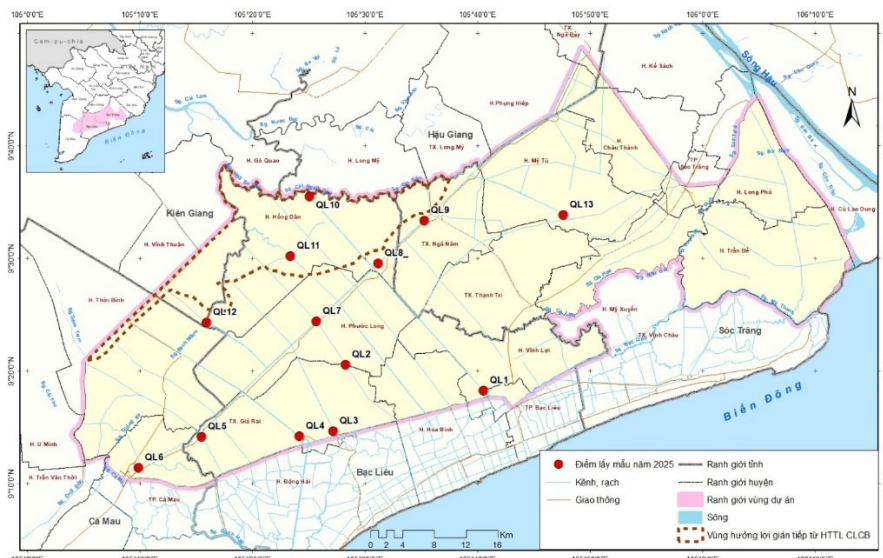 105°0'0"E 105°10'0"E 105°20'0"E 105°30'0"E 105°40'0"E 105°50'0"E 106°0'0"E 106°10'0"E
Cam-pu-chia
Biển Đông
TX. Ngã Bảy
H. Kế Sách
Sông Hậu
N
H. Phụng Hiệp
Hậu Giang
H. Châu Thành
TP. Sóc Trăng
9°40'0"N
H. Gò Quao
H. Long Mỹ
TX. Long Mỹ
H. Mỹ Tú
H. Long Phú
H. Cù Lao Dung
Kiên Giang
QL10
QL9
QL13
H. Hồng Dân
H. Vĩnh Thuận
TX. Ngã Năm
H. Trần Đề
QL11
QL8_
9°30'0"N
H. Thới Bình
TX. Thạnh Trị
H. Mỹ Xuyên
QL12
QL7
H. Phước Long
TX. Vĩnh Châu
Sóc Trăng
QL2
H. Vĩnh Lợi
9°20'0"N
QL1
TP. Bạc Liêu
Biển Đông
TX. Giá Rai
QL5
QL4
QL3
H. Hòa Bình
H. U Minh
QL6
Bạc Liêu
H. Trần Văn Thời
H. Đông Hải
9°10'0"N
TP. Cà Mau
Cà Mau
Km
0 2 4 8 12 16
Điểm lấy mẫu năm 2025
Kênh, rạch
Giao thông
Ranh giới tỉnh
Ranh giới huyện
Ranh giới vùng dự án
Sông
Vùng hưởng lợi gián tiếp từ HTTL CLCB